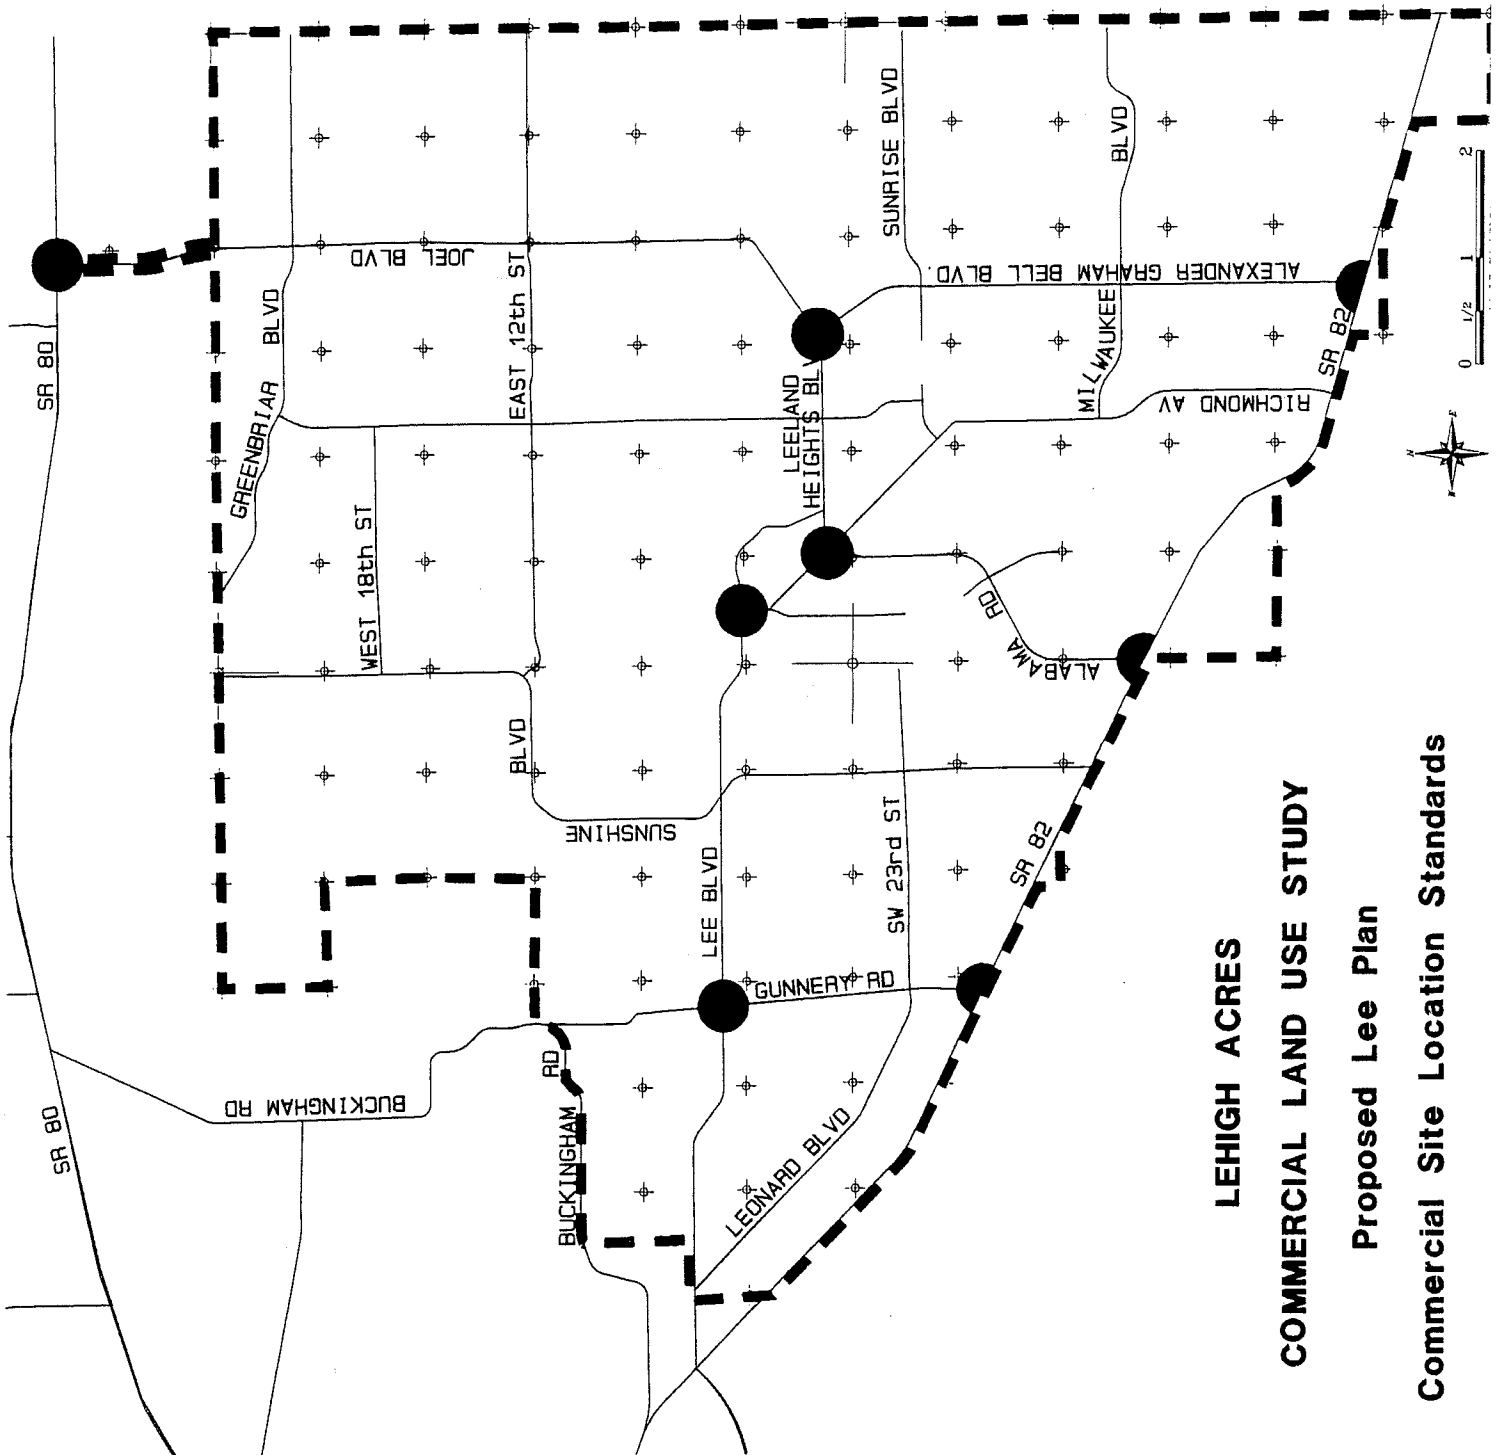 SR 80
SR 80
GREENBRIAR
BLVD
JOEL BLVD
EAST 12th ST
WEST 18th ST
SUNRISE BLVD
MILWAUKEE
BLVD
ALEXANDER GRAHAM BELL BLVD.
LEELAND
HEIGHTS BLV
RICHMOND AV
SR 82
ALABAMA
RD
SUNSHINE
BLVD
LEE BLVD
SW 23rd ST
GUNNERY RD
SR 82
BUCKINGHAM RD
BUCKINGHAM
RD
LEONARD BLVD
0 1/2 1 2
N
E
LEHIGH ACRES
COMMERCIAL LAND USE STUDY
Proposed Lee Plan
Commercial Site Location Standards